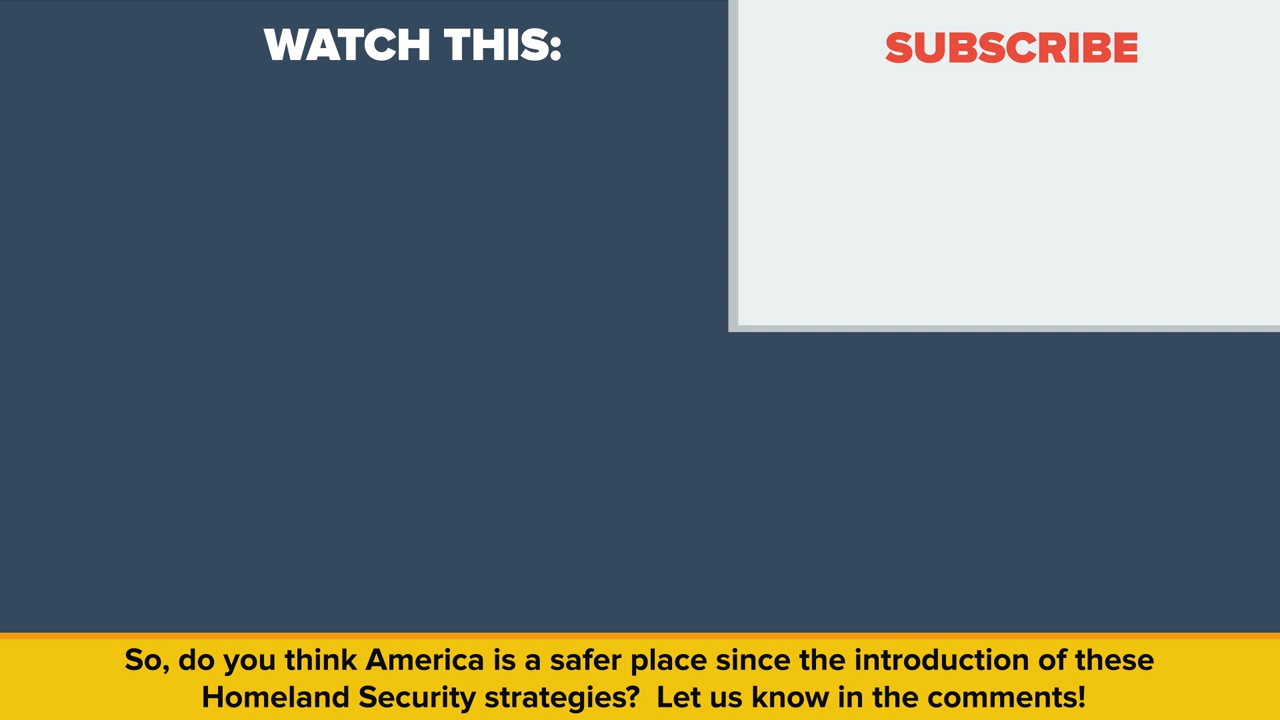 WATCH THIS:
SUBSCRIBE
So, do you think America is a safer place since the introduction of these
Homeland Security strategies?  Let us know in the comments!